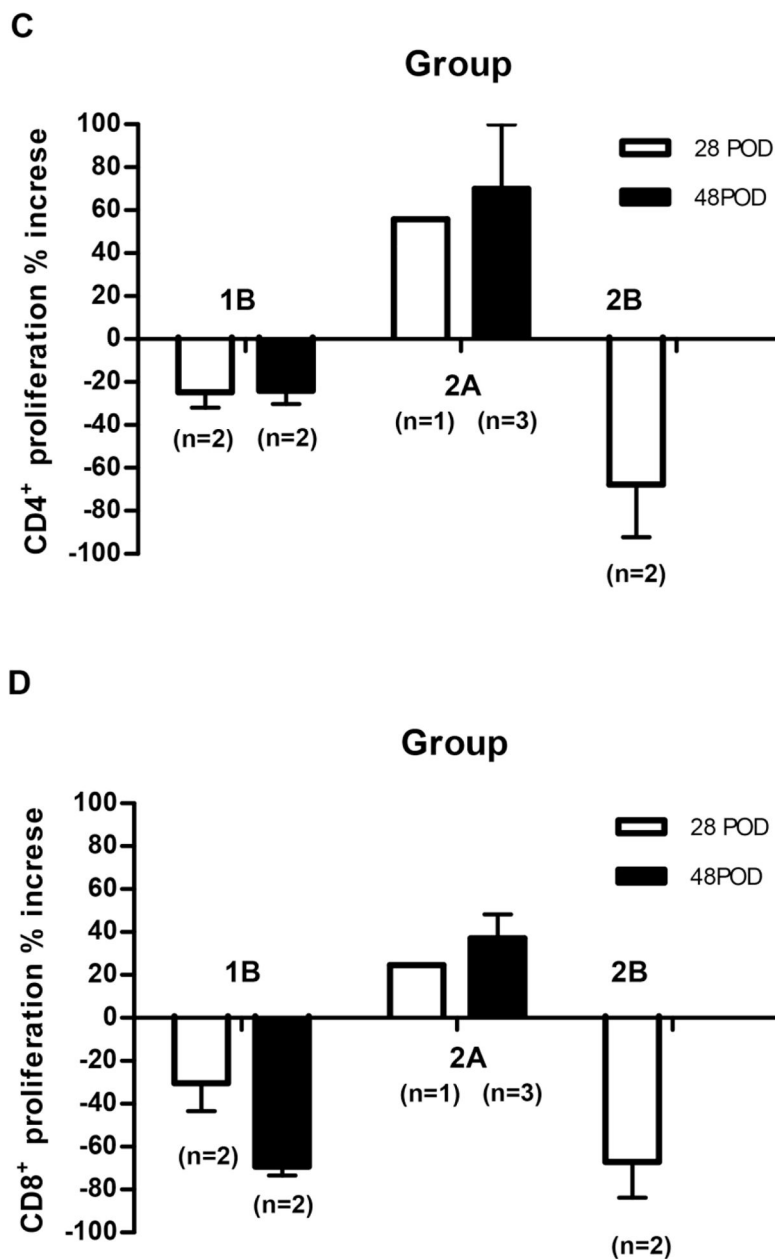 C
Group
100
80
60
40
20
0
-20
-40
-60
-80
-100
CD4⁺ proliferation % increse
28 POD
48POD
1B
2A
2B
(n=2)
(n=2)
(n=1)
(n=3)
(n=2)
D
Group
100
80
60
40
20
0
-20
-40
-60
-80
-100
CD8⁺ proliferation % increse
28 POD
48POD
1B
2A
2B
(n=2)
(n=2)
(n=1)
(n=3)
(n=2)